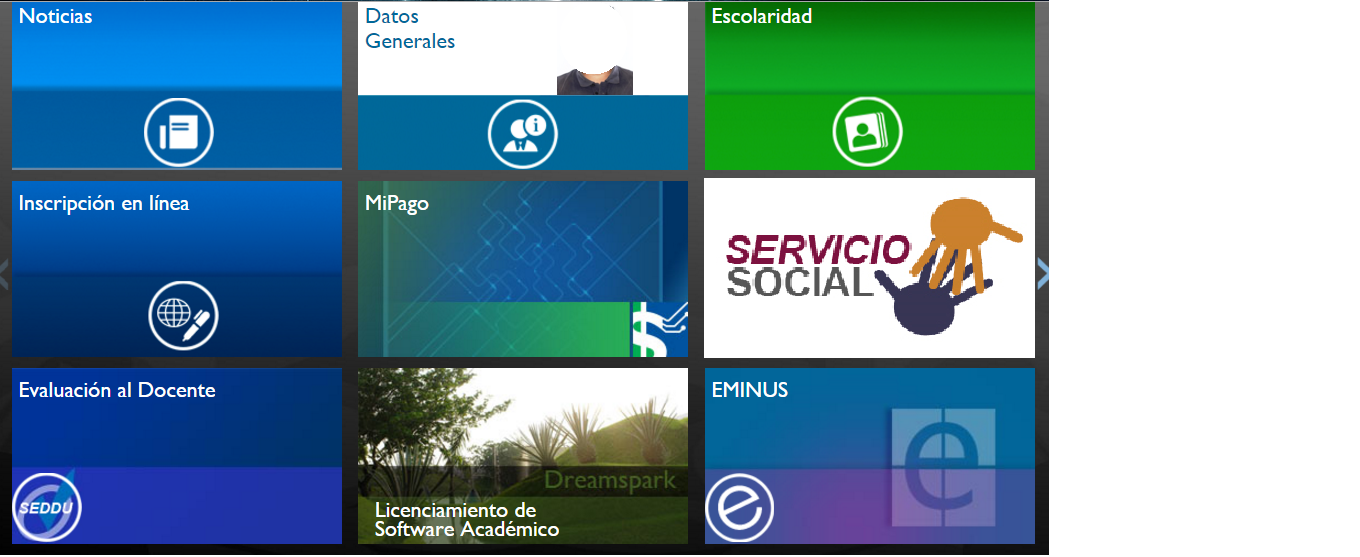 Noticias
Datos
Generales
Escolaridad
Inscripción en línea
MiPago
SERVICIO
SOCIAL
Evaluación al Docente
SEDDU
Dreamspark
Licenciamiento de
Software Académico
EMINUS
e
e